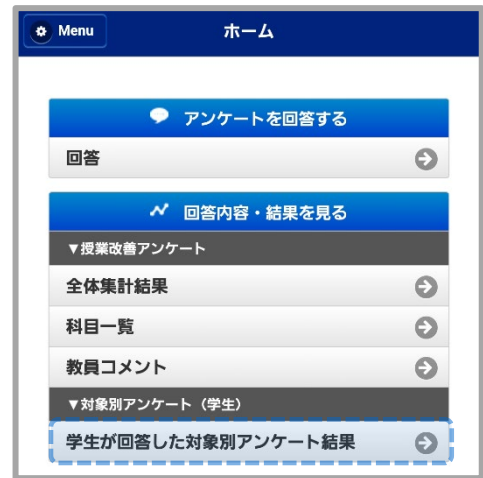 Menu
ホーム
アンケートを回答する
回答
回答内容・結果を見る
▼授業改善アンケート
全体集計結果
科目一覧
教員コメント
▼対象別アンケート（学生）
学生が回答した対象別アンケート結果